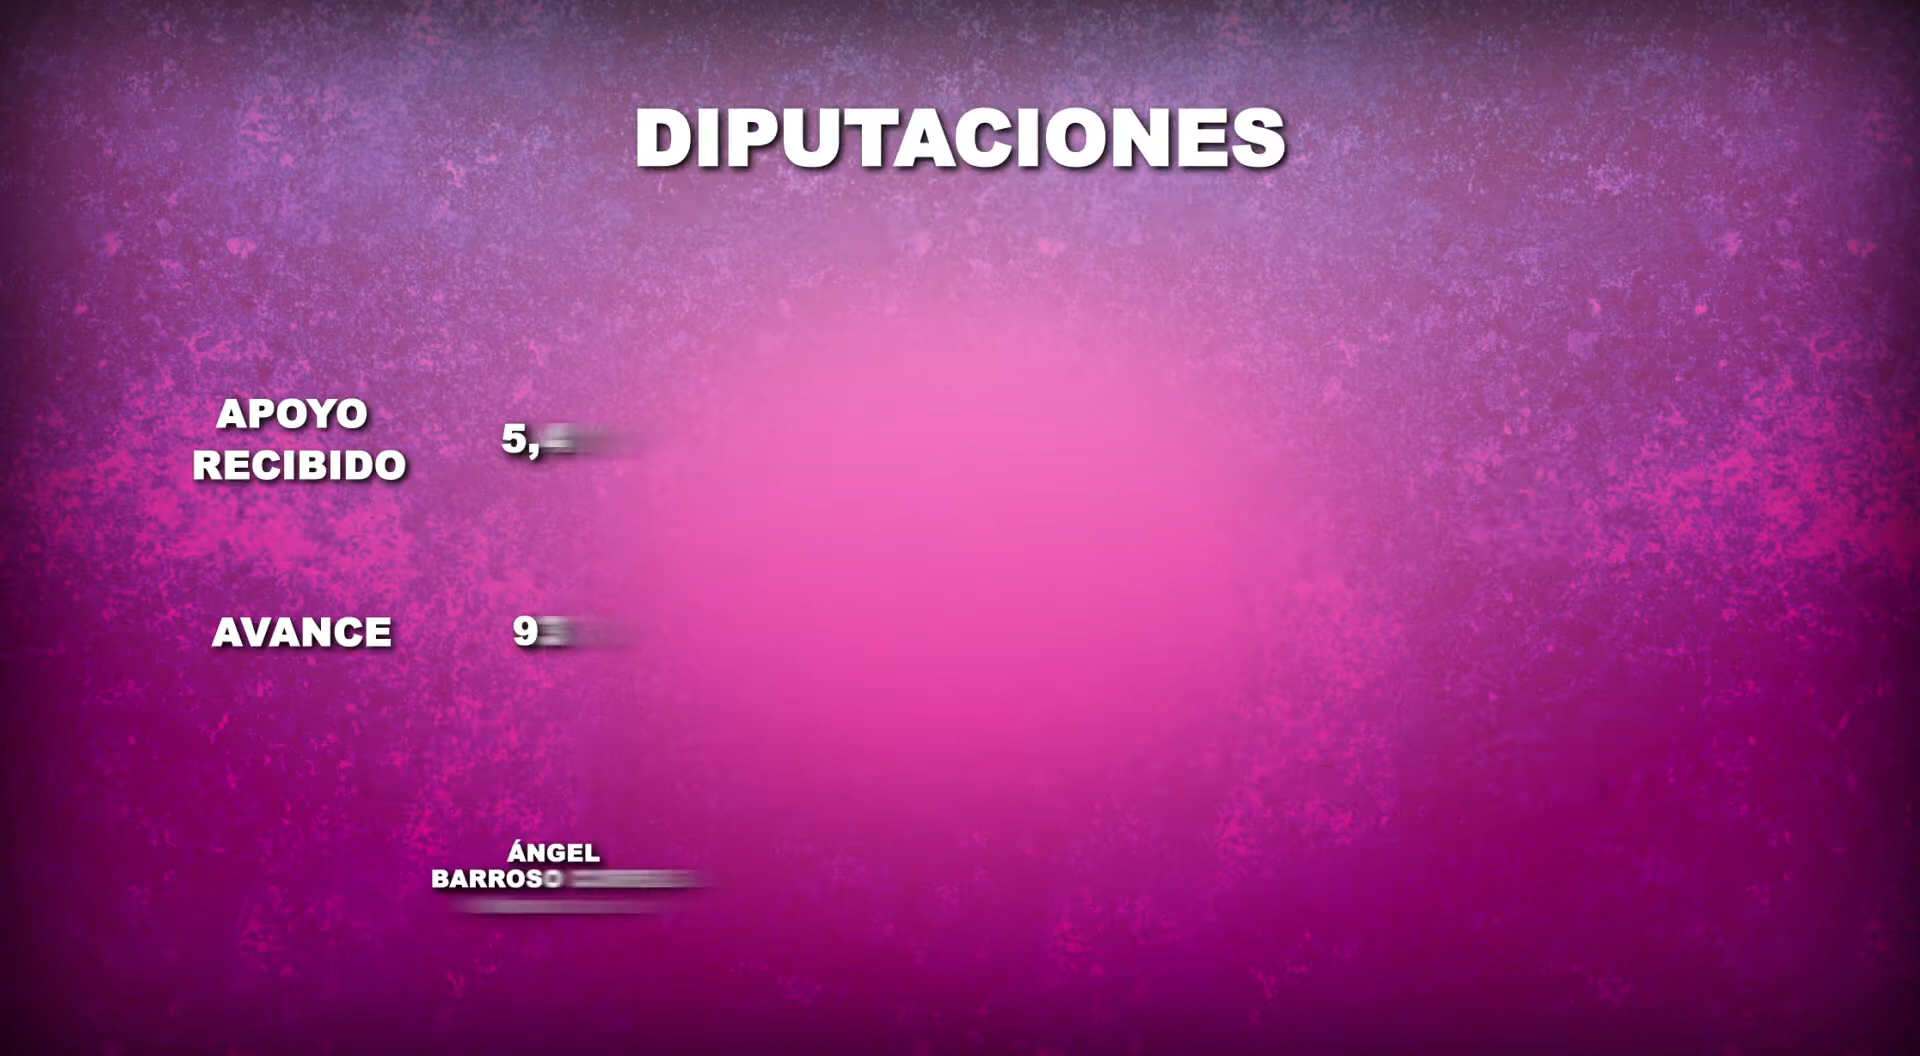 DIPUTACIONES
APOYO
RECIBIDO
5,
AVANCE
9
ÁNGEL
BARROSO